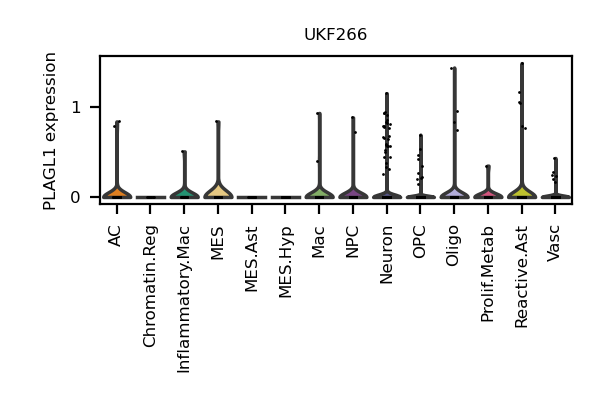 UKF266
PLAGL1 expression
1
0
AC
Chromatin.Reg
Inflammatory.Mac
MES
MES.Ast
MES.Hyp
Mac
NPC
Neuron
OPC
Oligo
Prolif.Metab
Reactive.Ast
Vasc